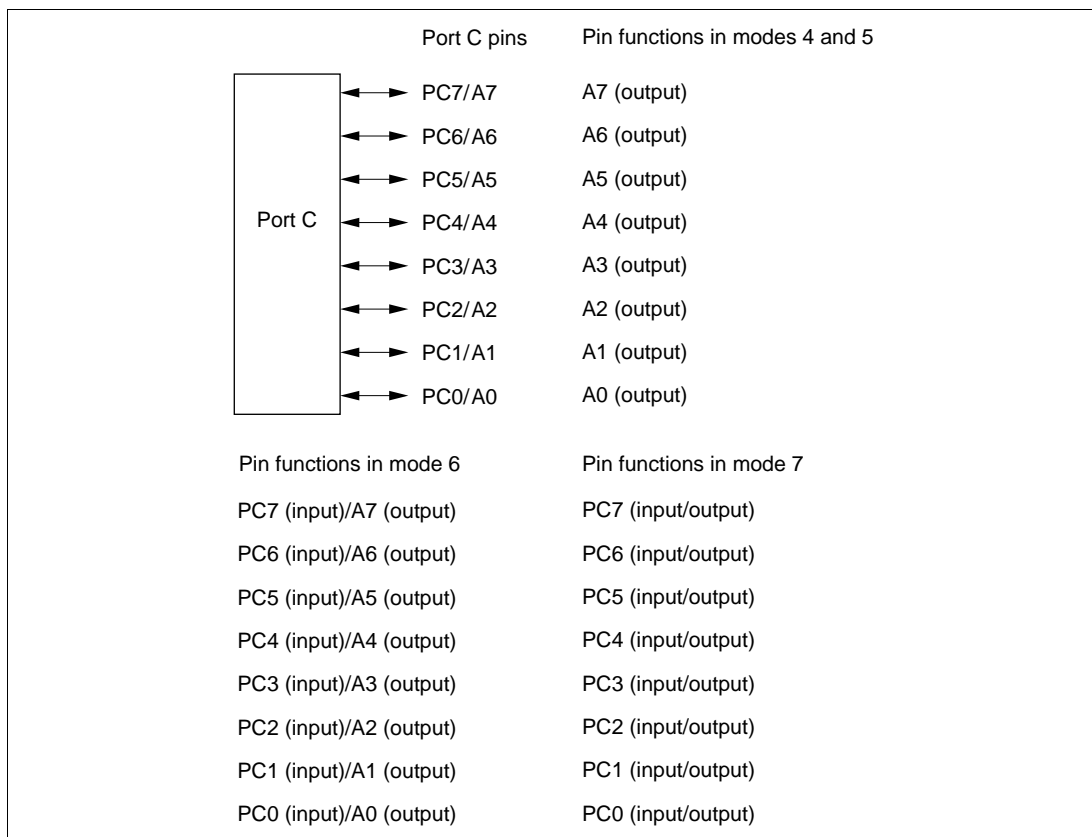 Port C pins Pin functions in modes 4 and 5
PC7/A7 A7 (output)
PC6/A6 A6 (output)
PC5/A5 A5 (output)
Port C PC4/A4 A4 (output)
PC3/A3 A3 (output)
PC2/A2 A2 (output)
PC1/A1 A1 (output)
PC0/A0 A0 (output)
Pin functions in mode 6 Pin functions in mode 7
PC7 (input)/A7 (output) PC7 (input/output)
PC6 (input)/A6 (output) PC6 (input/output)
PC5 (input)/A5 (output) PC5 (input/output)
PC4 (input)/A4 (output) PC4 (input/output)
PC3 (input)/A3 (output) PC3 (input/output)
PC2 (input)/A2 (output) PC2 (input/output)
PC1 (input)/A1 (output) PC1 (input/output)
PC0 (input)/A0 (output) PC0 (input/output)